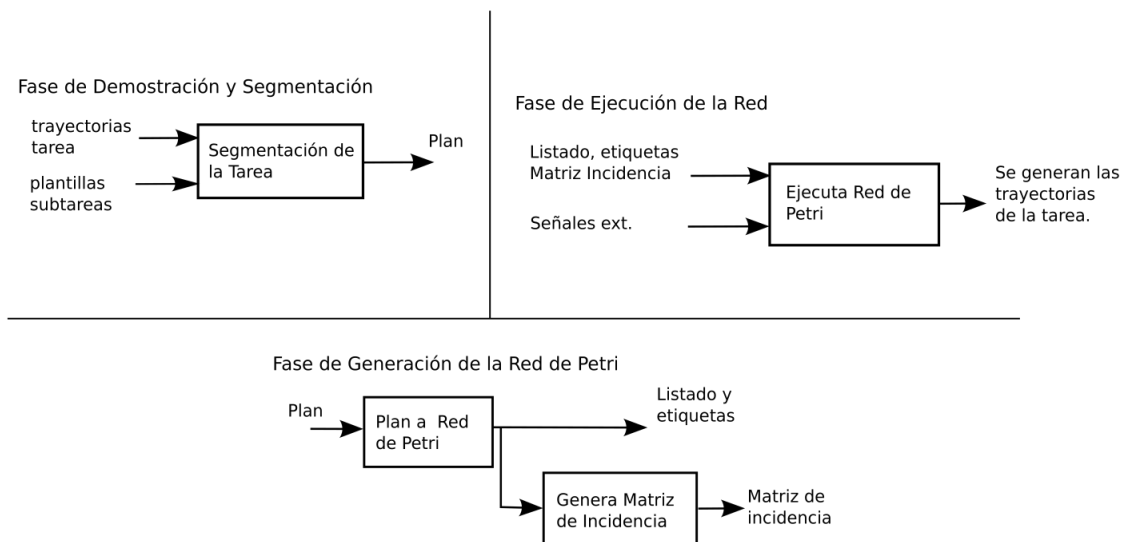 Fase de Demostración y Segmentación
trayectorias
tarea
plantillas
subtareas
Segmentación de
la Tarea
Plan
Fase de Ejecución de la Red
Listado, etiquetas
Matriz Incidencia
Señales ext.
Ejecuta Red de
Petri
Se generan las
trayectorias
de la tarea.
Fase de Generación de la Red de Petri
Plan
Plan a Red
de Petri
Listado y
etiquetas
Genera Matriz
de Incidencia
Matriz de
incidencia